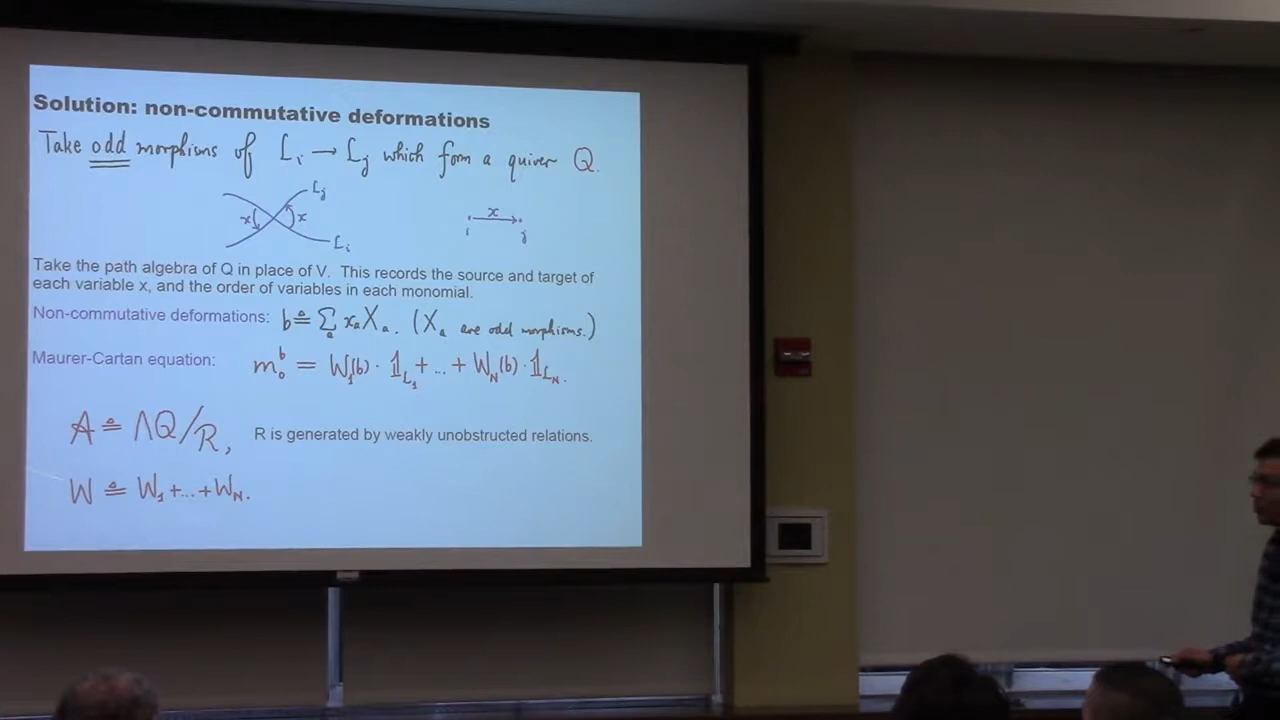 Solution: non-commutative deformations
Take odd morphisms of L_i → L_j which form a quiver Q.
x x L_j L_i
x
i j
Take the path algebra of Q in place of V. This records the source and target of
each variable x, and the order of variables in each monomial.
Non-commutative deformations: b ≜ Σ_a x_a X_a. (X_a are odd morphisms.)
Maurer-Cartan equation: m_0^b = W_1(b)·1_{L_1} + ... + W_N(b)·1_{L_N}.
A ≜ ΛQ/R, R is generated by weakly unobstructed relations.
W ≜ W_1 + ... + W_N.